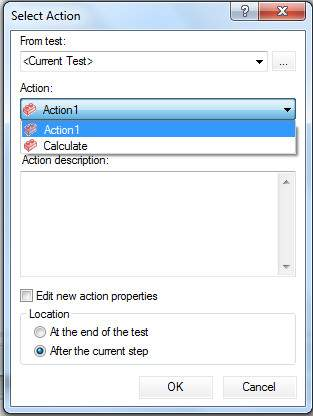 Select Action
From test:
<Current Test>
...
Action:
Action1
Action1
Calculate
Action description:
Edit new action properties
Location
At the end of the test
After the current step
OK Cancel